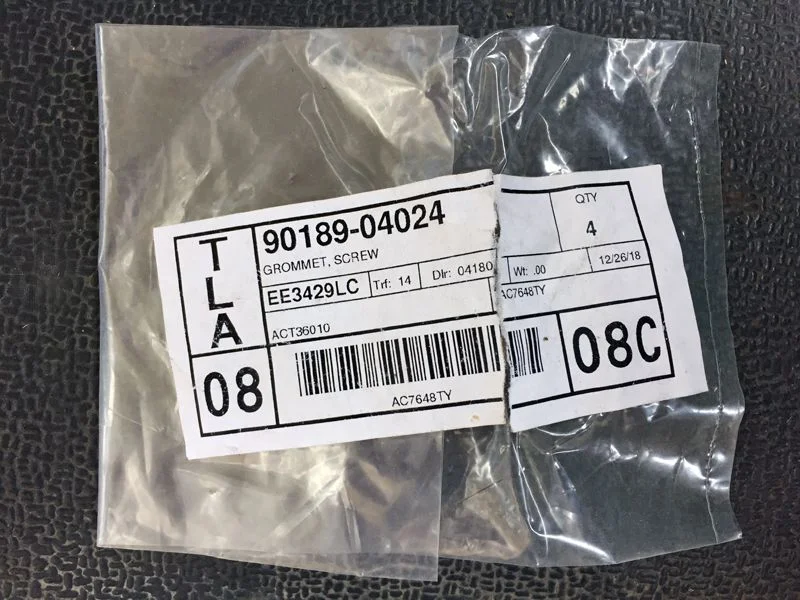 TLA
90189-04024
GROMMET, SCREW
QTY
4
EE3429LC Trf: 14 Dlr: 04180 Wt: .00 12/26/18
ACT36010 AC7648TY
08
AC7648TY
08C